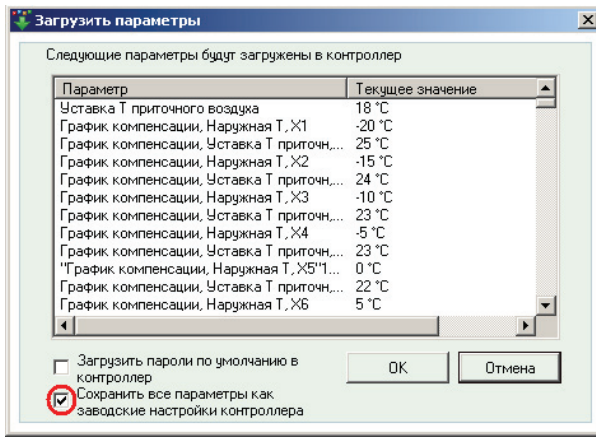 Загрузить параметры
Следующие параметры будут загружены в контроллер
Параметр Текущее значение
Уставка Т приточного воздуха 18 °C
График компенсации, Наружная Т, X1 -20 °C
График компенсации, Уставка Т приточн,... 25 °C
График компенсации, Наружная Т, X2 -15 °C
График компенсации, Уставка Т приточн,... 24 °C
График компенсации, Наружная Т, X3 -10 °C
График компенсации, Уставка Т приточн,... 23 °C
График компенсации, Наружная Т, X4 -5 °C
График компенсации, Уставка Т приточн,... 23 °C
"График компенсации, Наружная Т, X5"1... 0 °C
График компенсации, Уставка Т приточн,... 22 °C
График компенсации, Наружная Т, X6 5 °C
Загрузить пароли по умолчанию в
контроллер
OK Отмена
Сохранить все параметры как
заводские настройки контроллера